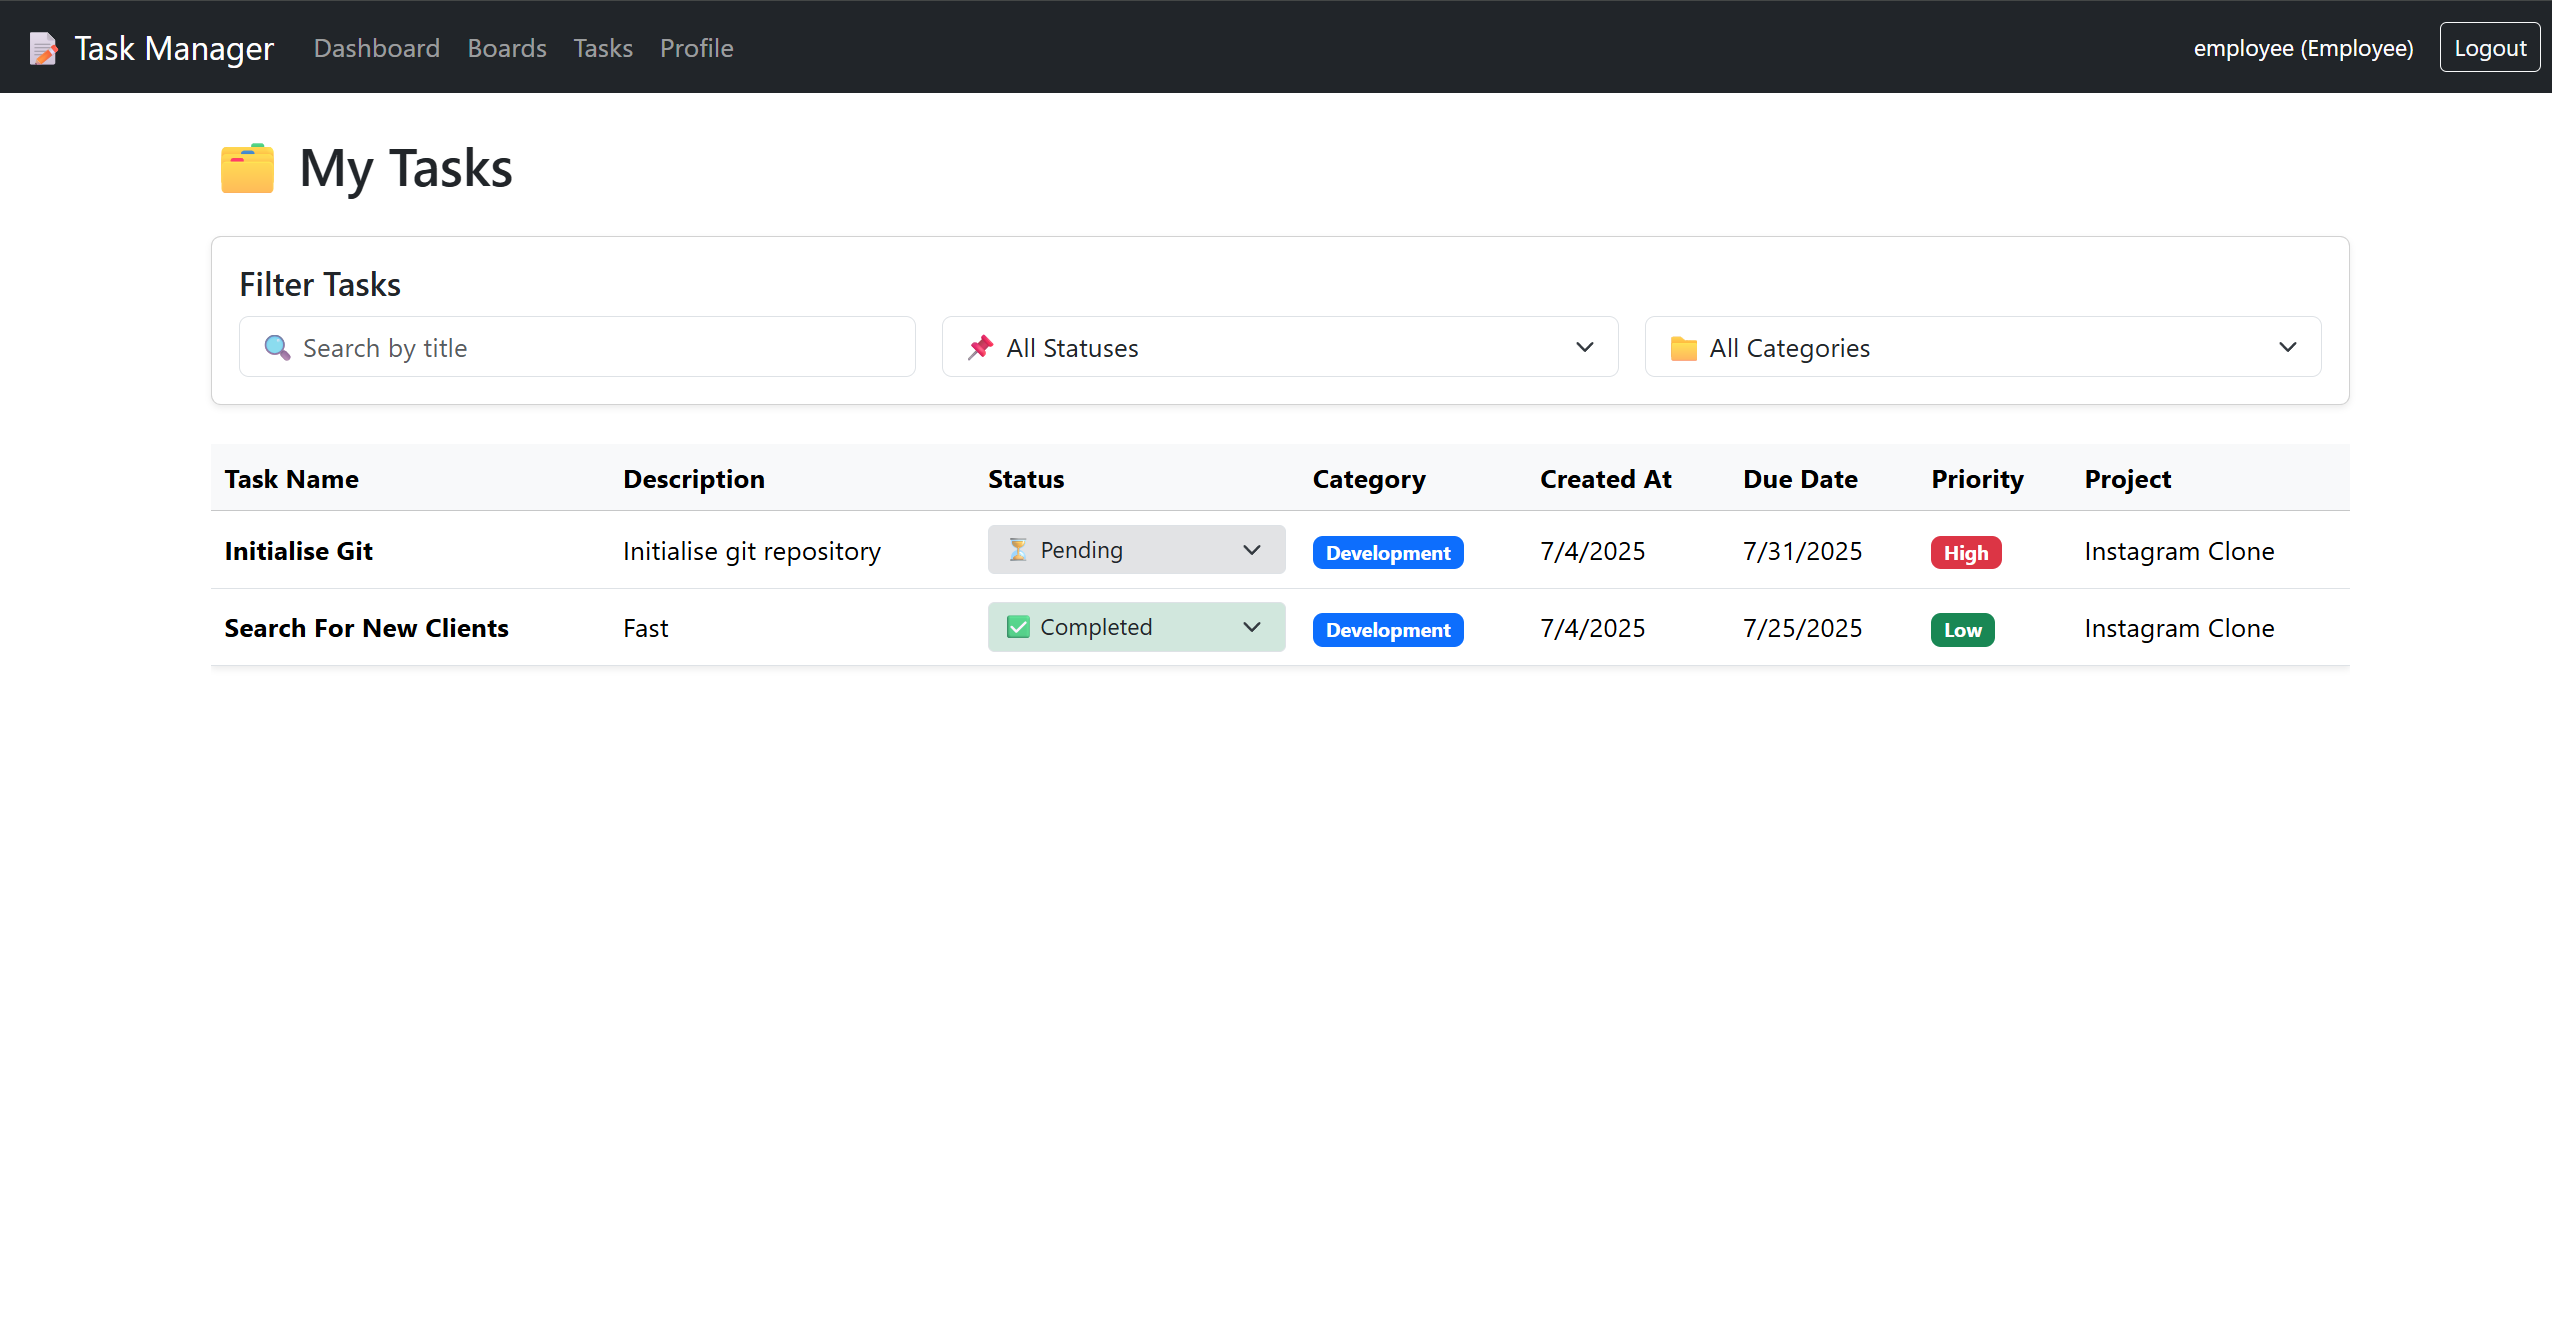 Task Manager Dashboard Boards Tasks Profile employee (Employee) Logout
My Tasks
Filter Tasks
Search by title All Statuses All Categories
Task Name Description Status Category Created At Due Date Priority Project
Initialise Git Initialise git repository Pending Development 7/4/2025 7/31/2025 High Instagram Clone
Search For New Clients Fast Completed Development 7/4/2025 7/25/2025 Low Instagram Clone